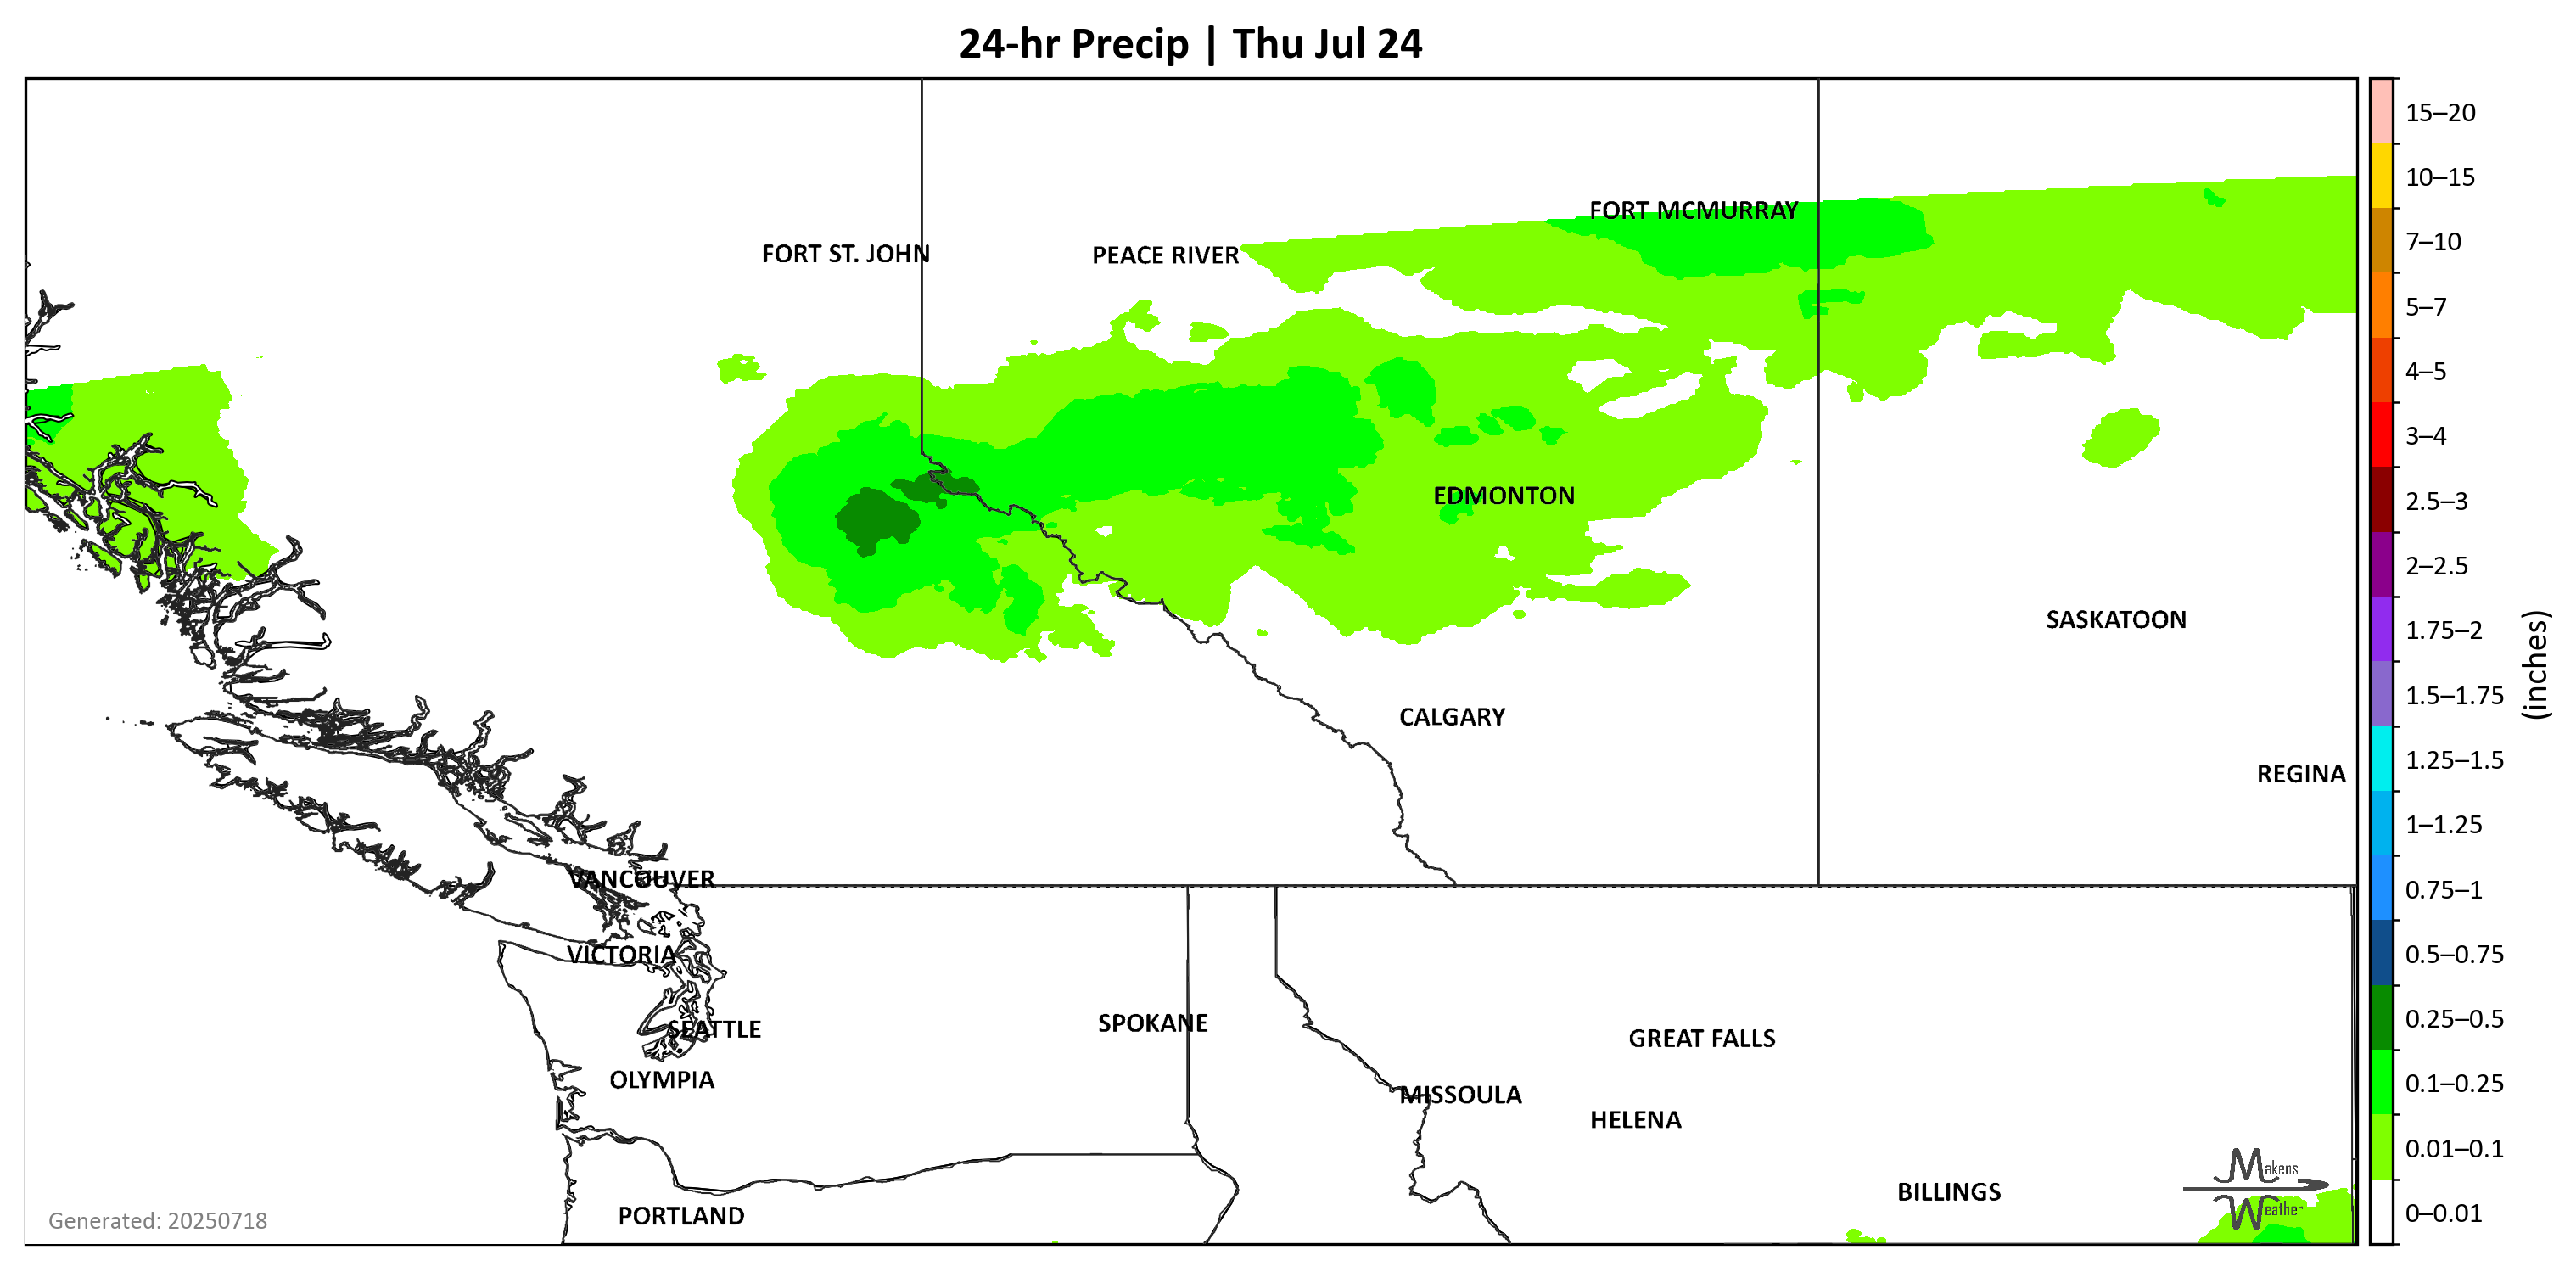 24-hr Precip | Thu Jul 24
FORT MCMURRAY
FORT ST. JOHN
PEACE RIVER
EDMONTON
SASKATOON
CALGARY
REGINA
VANCOUVER
VICTORIA
SEATTLE
SPOKANE
GREAT FALLS
OLYMPIA
MISSOULA
HELENA
BILLINGS
PORTLAND
Makens
Weather
Generated: 20250718
15–20
10–15
7–10
5–7
4–5
3–4
2.5–3
2–2.5
1.75–2
1.5–1.75
1.25–1.5
1–1.25
0.75–1
0.5–0.75
0.25–0.5
0.1–0.25
0.01–0.1
0–0.01
(inches)